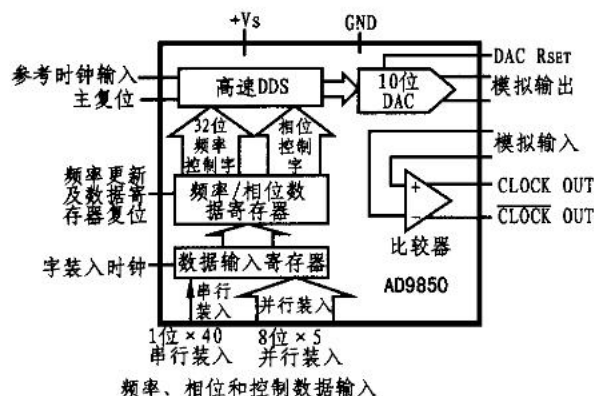 +Vs
GND
参考时钟输入
主复位
高速DDS
10位
DAC
DAC RSET
模拟输出
32位
频率
控制字
相位
控制
字
模拟输入
频率更新
及数据寄
存器复位
频率/相位数
据寄存器
+
−
CLOCK OUT
CLOCK OUT
比较器
字装入时钟
数据输入寄存器
AD9850
串行
装入
并行装入
1位×40
串行装入
8位×5
并行装入
频率、相位和控制数据输入